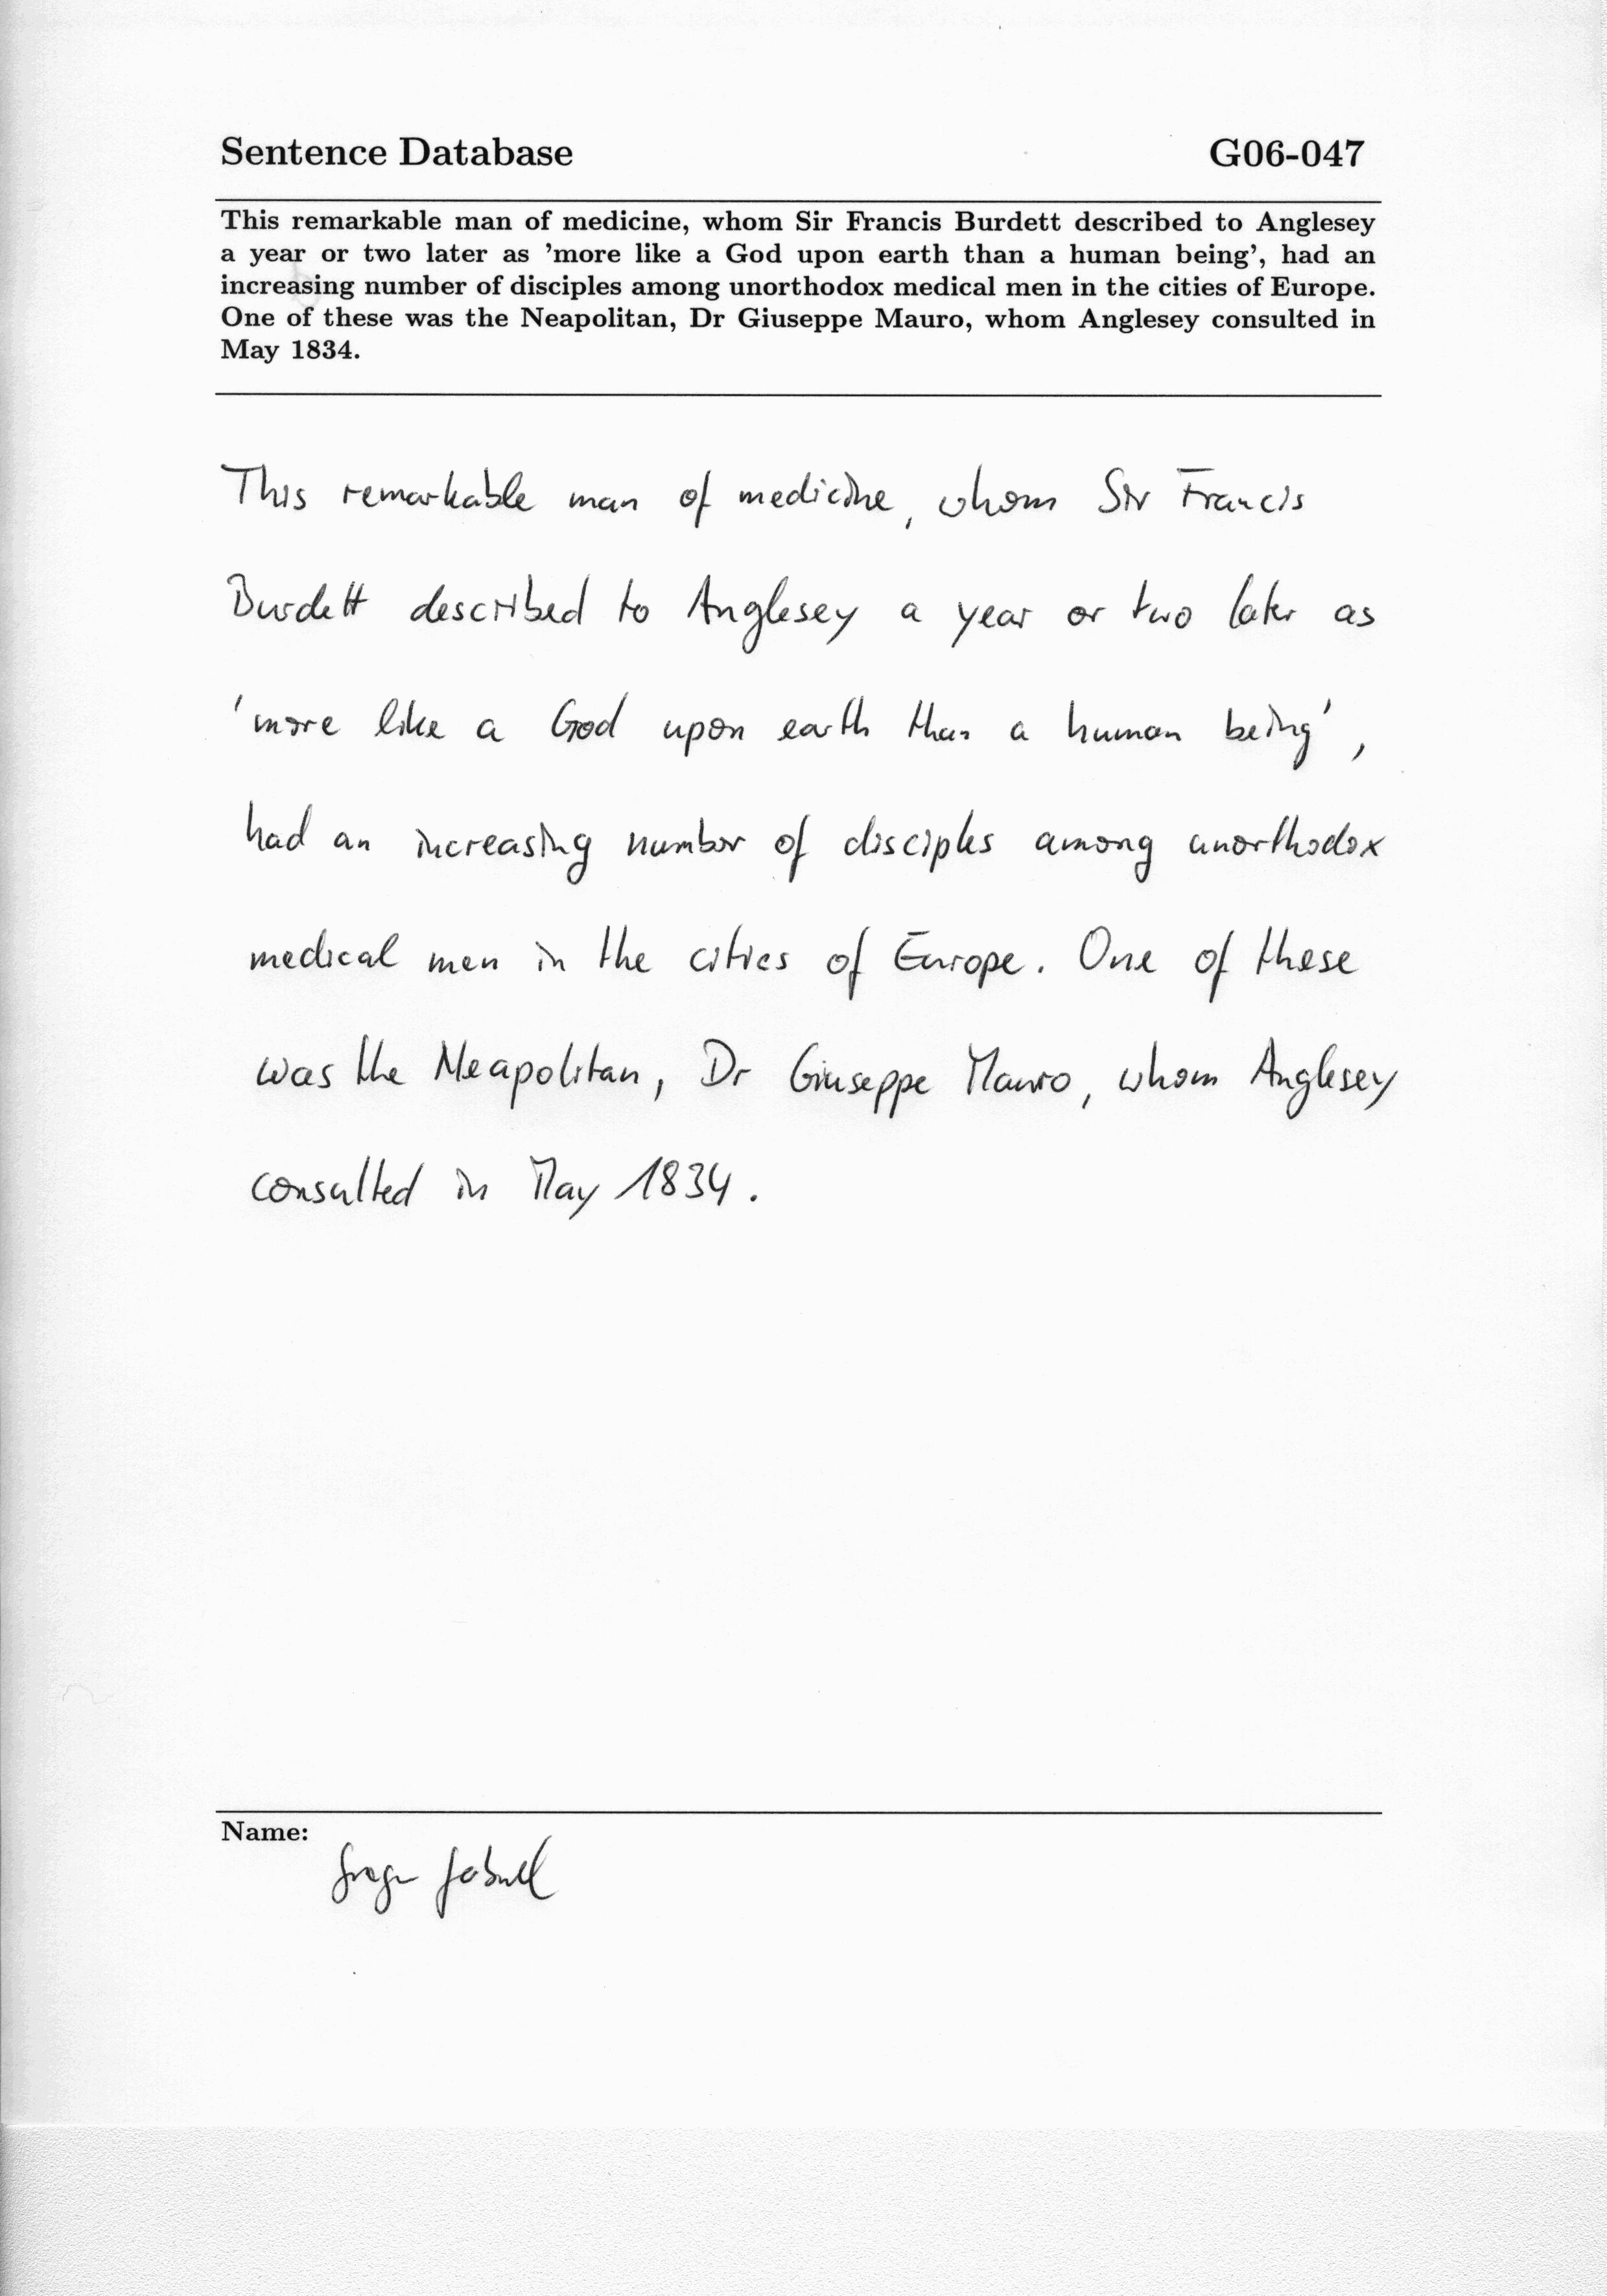 Sentence Database G06-047
This remarkable man of medicine, whom Sir Francis Burdett described to Anglesey
a year or two later as 'more like a God upon earth than a human being', had an
increasing number of disciples among unorthodox medical men in the cities of Europe.
One of these was the Neapolitan, Dr Giuseppe Mauro, whom Anglesey consulted in
May 1834.
This remarkable man of medicine, whom Sir Francis
Burdett described to Anglesey a year or two later as
'more like a God upon earth than a human being',
had an increasing number of disciples among unorthodox
medical men in the cities of Europe. One of these
was the Neapolitan, Dr Giuseppe Mauro, whom Anglesey
consulted in May 1834.
Name: